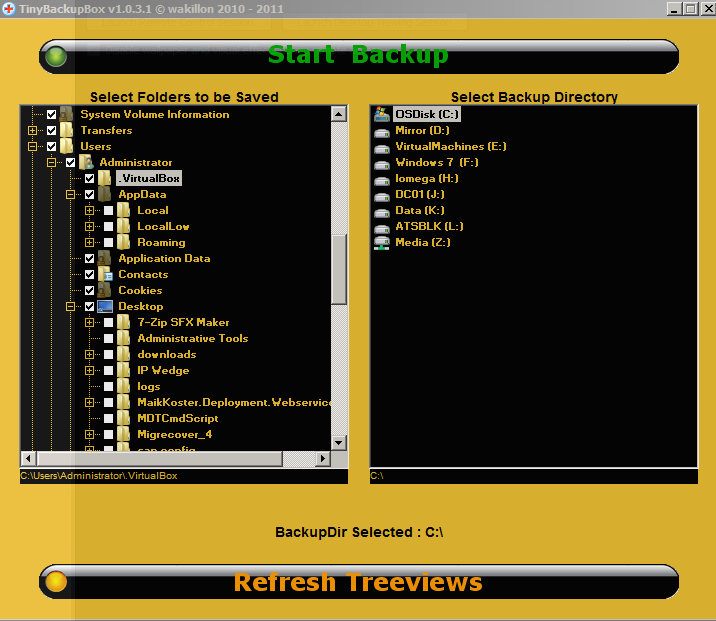 TinyBackupBox v1.0.3.1 © wakillon 2010 - 2011
Start Backup
Select Folders to be Saved
System Volume Information
Transfers
Users
Administrator
.VirtualBox
AppData
Local
LocalLow
Roaming
Application Data
Contacts
Cookies
Desktop
7-Zip SFX Maker
Administrative Tools
downloads
IP Wedge
logs
MaikKoster.Deployment.Webservice
MDTCmdScript
Migrecover_4
C:\Users\Administrator\.VirtualBox
Select Backup Directory
OSDisk (C:)
Mirror (D:)
VirtualMachines (E:)
Windows 7  (F:)
Iomega (H:)
DC01 (J:)
Data (K:)
ATSBLK (L:)
Media (Z:)
C:\
BackupDir Selected : C:\
Refresh Treeviews